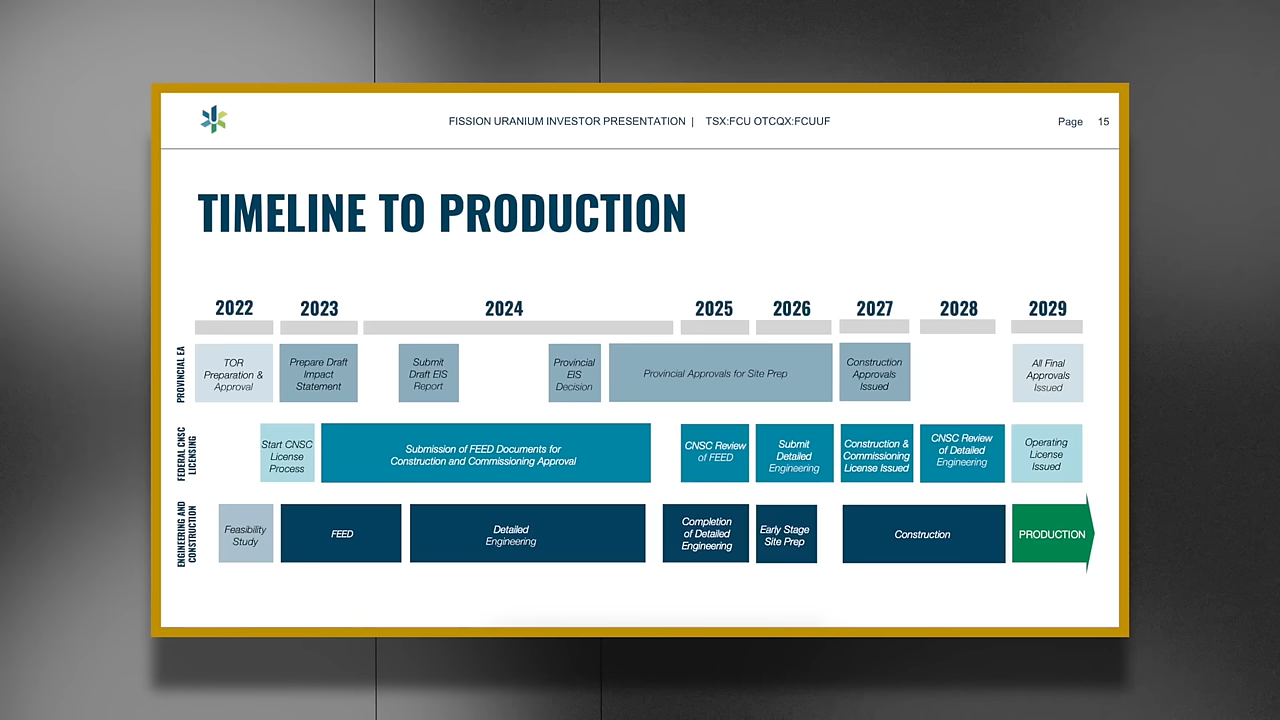 FISSION URANIUM INVESTOR PRESENTATION | TSX:FCU OTCQX:FCUUF
Page 15
TIMELINE TO PRODUCTION
2022
2023
2024
2025
2026
2027
2028
2029
PROVINCIAL EA
TOR
Preparation &
Approval
Prepare Draft
Impact
Statement
Submit
Draft EIS
Report
Provincial
EIS
Decision
Provincial Approvals for Site Prep
Construction
Approvals
Issued
All Final
Approvals
Issued
FEDERAL CNSC
LICENSING
Start CNSC
License
Process
Submission of FEED Documents for
Construction and Commissioning Approval
CNSC Review
of FEED
Submit
Detailed
Engineering
Construction &
Commissioning
License Issued
CNSC Review
of Detailed
Engineering
Operating
License
Issued
ENGINEERING AND
CONSTRUCTION
Feasibility
Study
FEED
Detailed
Engineering
Completion
of Detailed
Engineering
Early Stage
Site Prep
Construction
PRODUCTION